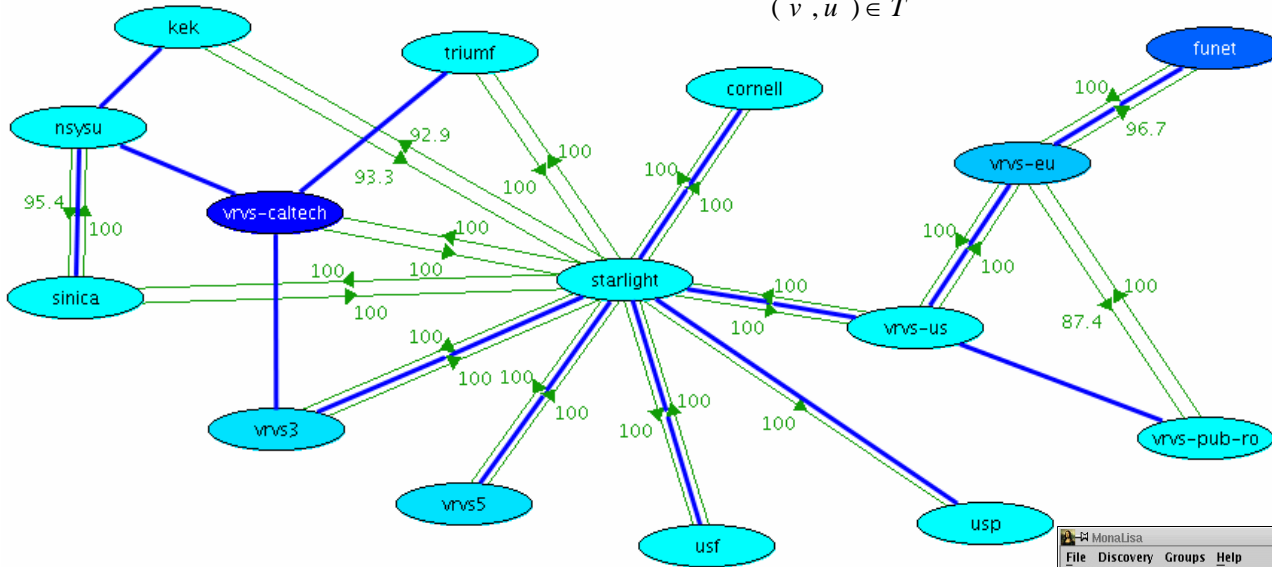 ( v , u ) ∈ T
kek
triumf
funet
cornell
100
96.7
nsysu
92.9
100
100
93.3
100
100
100
vrvs-eu
95.4
100
vrvs-caltech
100
100
100
100
87.4
100
100
100
sinica
100
starlight
100
100
vrvs-us
100
100
100
100
100
100
100
100
vrvs3
vrvs-pub-ro
vrvs5
usp
usf
MonaLisa
File Discovery Groups Help